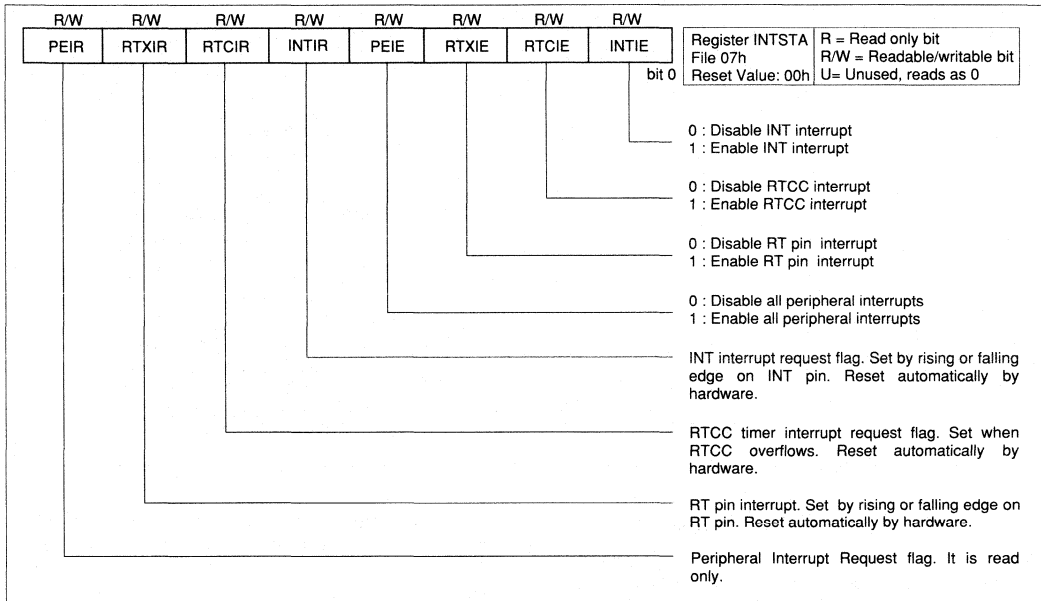 R/W R/W R/W R/W R/W R/W R/W R/W
PEIR RTXIR RTCIR INTIR PEIE RTXIE RTCIE INTIE
bit 0
Register INTSTA
File 07h
Reset Value: 00h
R = Read only bit
R/W = Readable/writable bit
U= Unused, reads as 0
0 : Disable INT interrupt
1 : Enable INT interrupt
0 : Disable RTCC interrupt
1 : Enable RTCC interrupt
0 : Disable RT pin interrupt
1 : Enable RT pin interrupt
0 : Disable all peripheral interrupts
1 : Enable all peripheral interrupts
INT interrupt request flag. Set by rising or falling
edge on INT pin. Reset automatically by
hardware.
RTCC timer interrupt request flag. Set when
RTCC overflows. Reset automatically by
hardware.
RT pin interrupt. Set by rising or falling edge on
RT pin. Reset automatically by hardware.
Peripheral Interrupt Request flag. It is read
only.